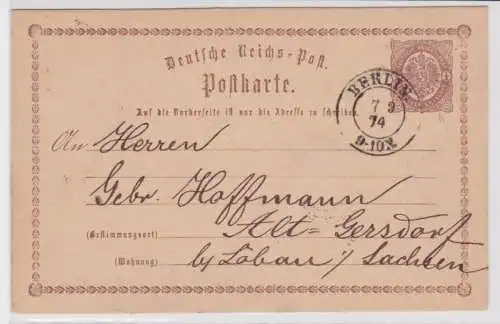 Deutsche Reichs-Post.
Postkarte.
Auf die Vorderseite ist nur die Adresse zu schreiben.
BERLIN
7 9
74
9-10N.
An Herren
Gebr. Hoffmann
Alt-Gersdorf
(Bestimmungsort)
(Wohnung) b/ Löbau i/ Sachsen